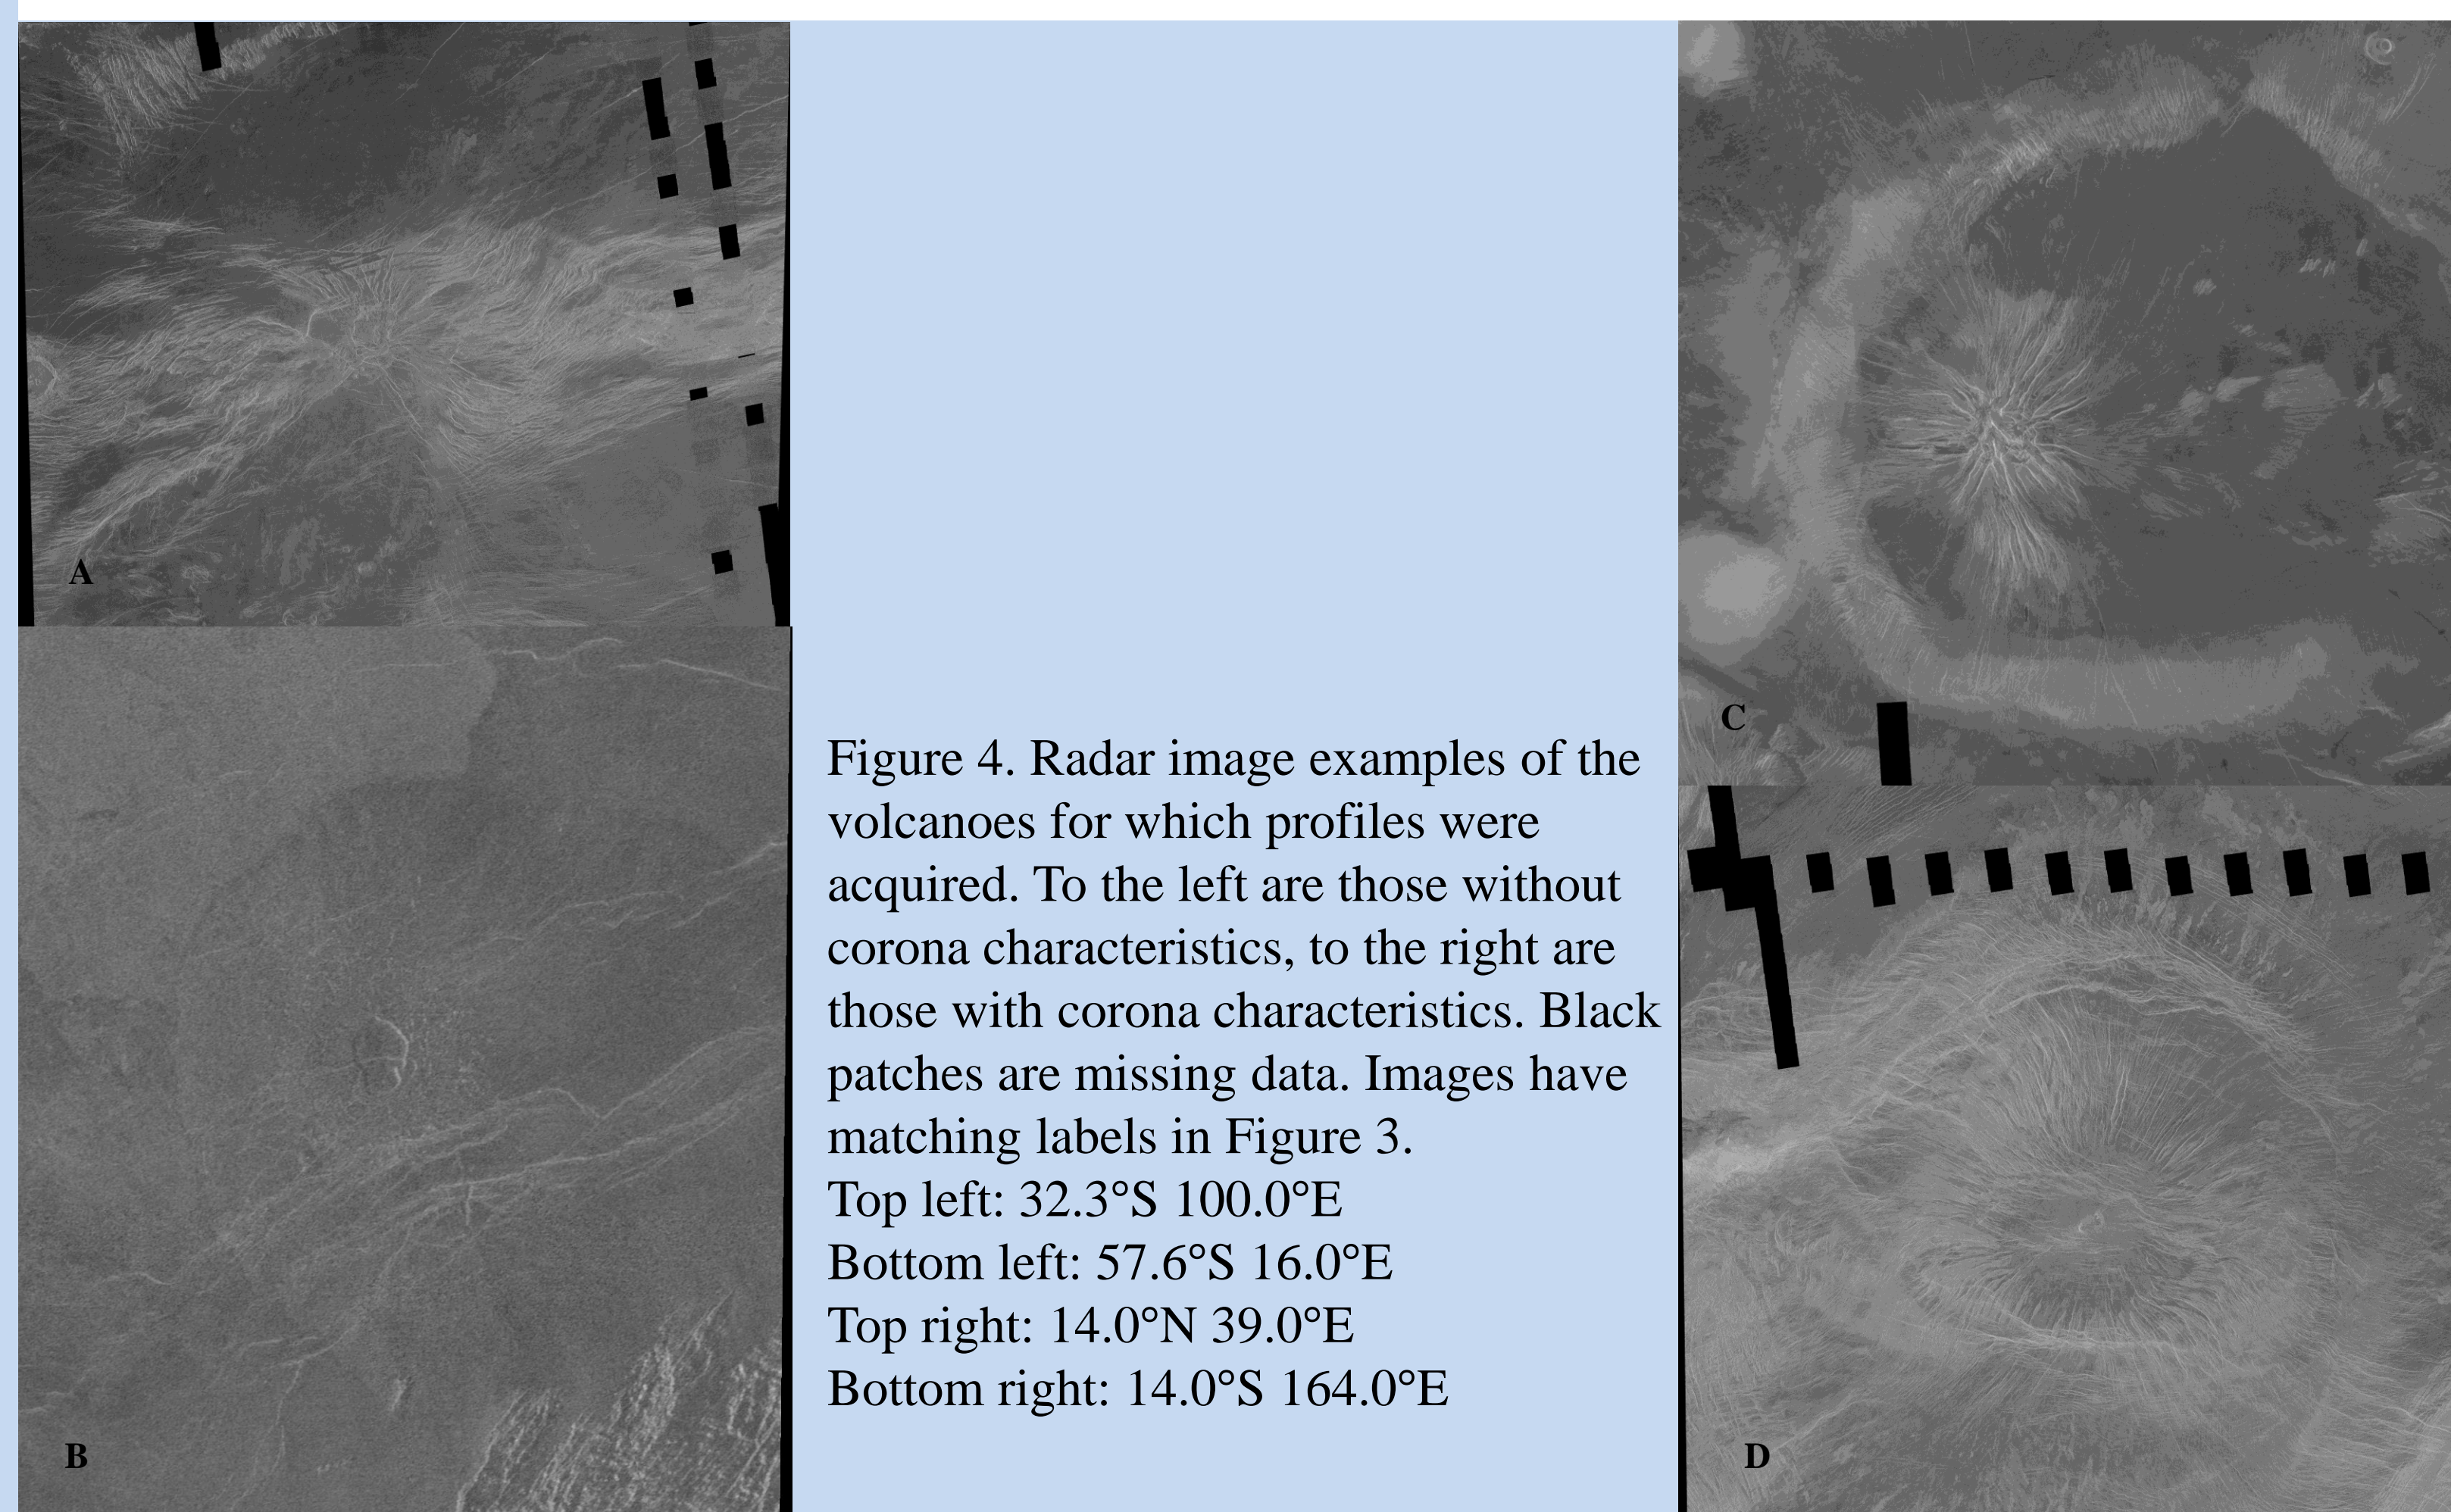 A
B
Figure 4. Radar image examples of the
volcanoes for which profiles were
acquired. To the left are those without
corona characteristics, to the right are
those with corona characteristics. Black
patches are missing data. Images have
matching labels in Figure 3.
Top left: 32.3°S 100.0°E
Bottom left: 57.6°S 16.0°E
Top right: 14.0°N 39.0°E
Bottom right: 14.0°S 164.0°E
C
D